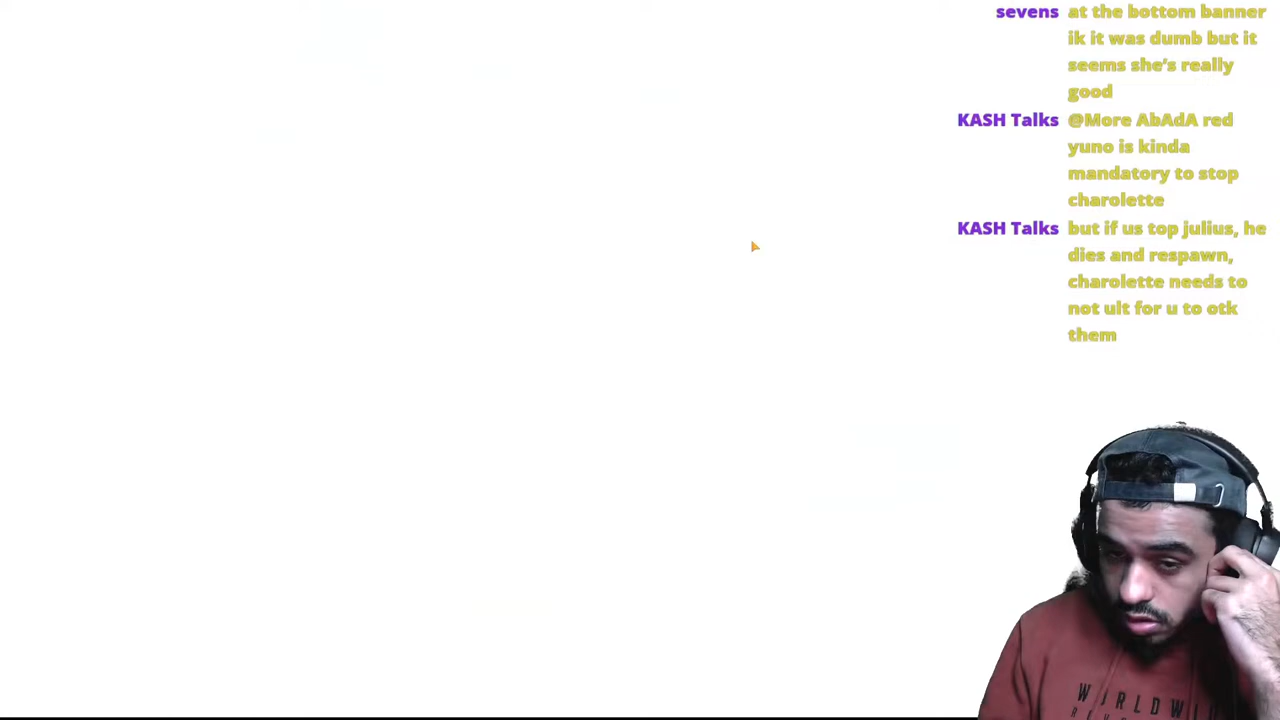 sevens at the bottom banner
ik it was dumb but it
seems she's really
good
KASH Talks @More AbAdA red
yuno is kinda
mandatory to stop
charolette
KASH Talks but if us top julius, he
dies and respawn,
charolette needs to
not ult for u to otk
them